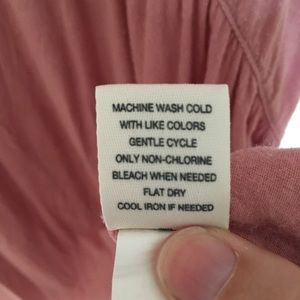 MACHINE WASH COLD
WITH LIKE COLORS
GENTLE CYCLE
ONLY NON-CHLORINE
BLEACH WHEN NEEDED
FLAT DRY
COOL IRON IF NEEDED